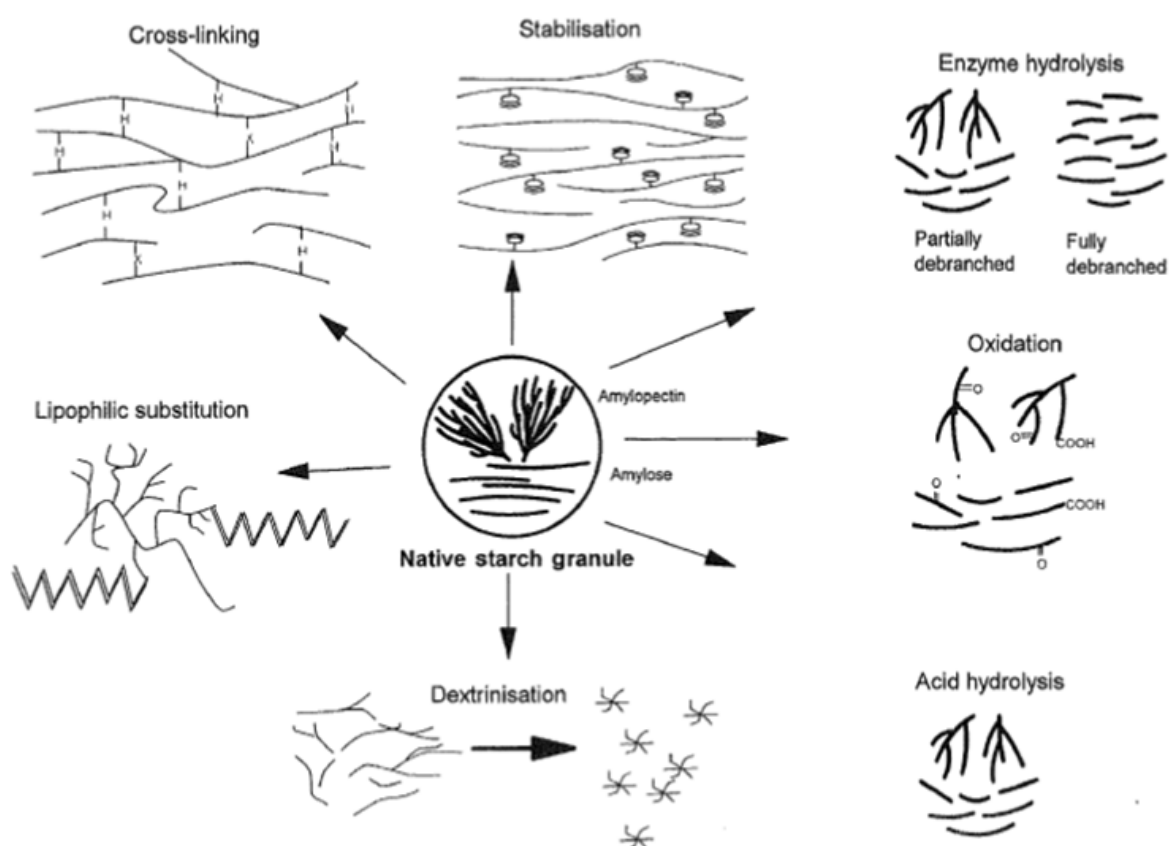 Cross-linking
Stabilisation
Enzyme hydrolysis
H
H
H
X
H
H
H
H
X
H
Partially
debranched
Fully
debranched
Oxidation
O
O
COOH
O
COOH
O
Lipophilic substitution
Amylopectin
Amylose
Native starch granule
Dextrinisation
Acid hydrolysis